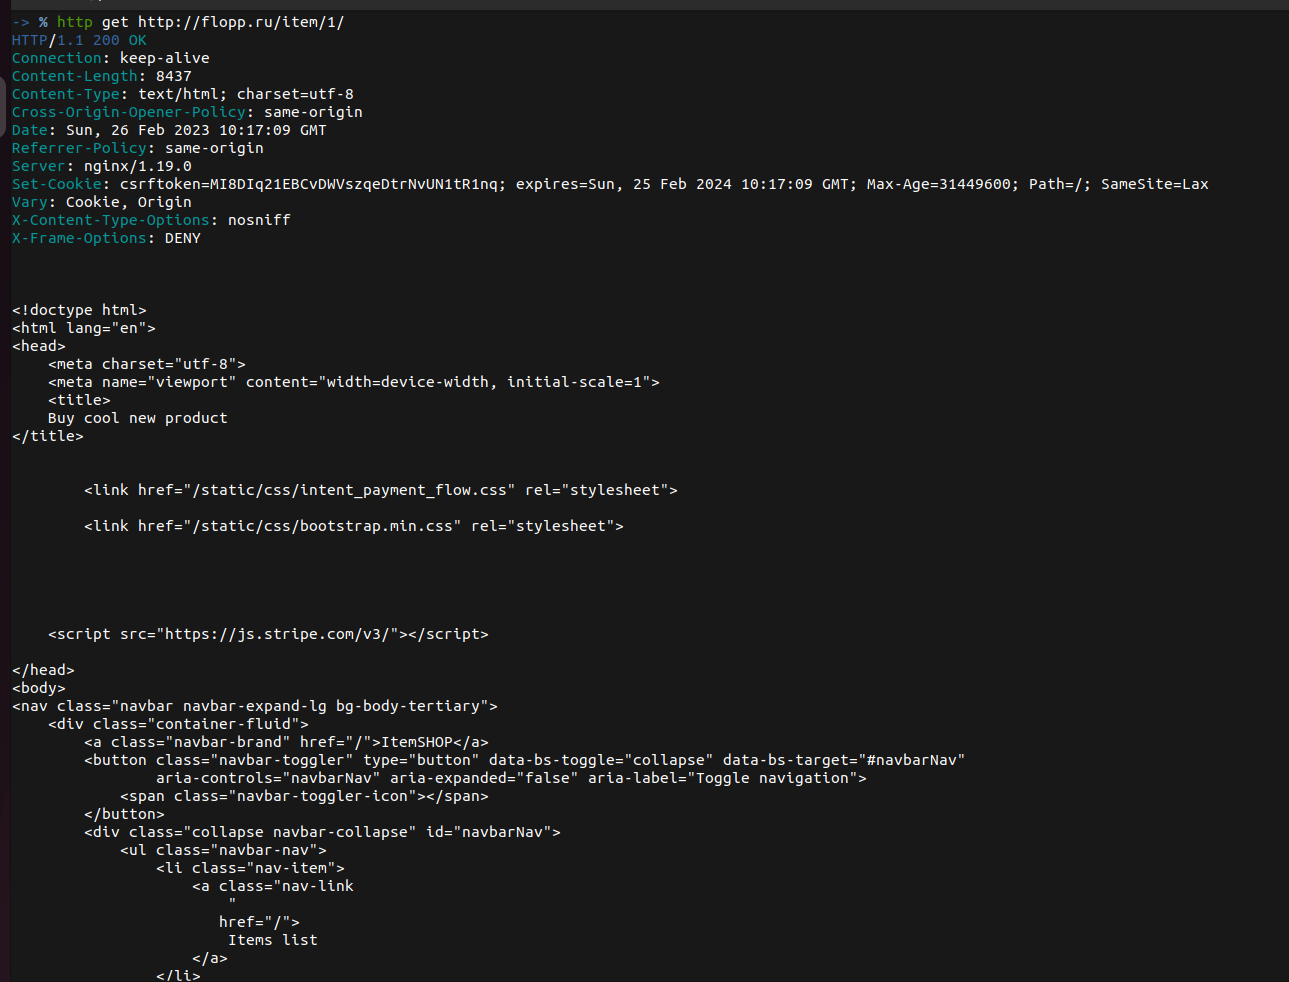 -> % http get http://flopp.ru/item/1/
HTTP/1.1 200 OK
Connection: keep-alive
Content-Length: 8437
Content-Type: text/html; charset=utf-8
Cross-Origin-Opener-Policy: same-origin
Date: Sun, 26 Feb 2023 10:17:09 GMT
Referrer-Policy: same-origin
Server: nginx/1.19.0
Set-Cookie: csrftoken=MI8DIq21EBCvDWVszqeDtrNvUN1tR1nq; expires=Sun, 25 Feb 2024 10:17:09 GMT; Max-Age=31449600; Path=/; SameSite=Lax
Vary: Cookie, Origin
X-Content-Type-Options: nosniff
X-Frame-Options: DENY
<!doctype html>
<html lang="en">
<head>
    <meta charset="utf-8">
    <meta name="viewport" content="width=device-width, initial-scale=1">
    <title>
    Buy cool new product
</title>
        <link href="/static/css/intent_payment_flow.css" rel="stylesheet">
        <link href="/static/css/bootstrap.min.css" rel="stylesheet">
    <script src="https://js.stripe.com/v3/"></script>
</head>
<body>
<nav class="navbar navbar-expand-lg bg-body-tertiary">
    <div class="container-fluid">
        <a class="navbar-brand" href="/">ItemSHOP</a>
        <button class="navbar-toggler" type="button" data-bs-toggle="collapse" data-bs-target="#navbarNav"
                aria-controls="navbarNav" aria-expanded="false" aria-label="Toggle navigation">
            <span class="navbar-toggler-icon"></span>
        </button>
        <div class="collapse navbar-collapse" id="navbarNav">
            <ul class="navbar-nav">
                <li class="nav-item">
                    <a class="nav-link
                        "
                       href="/">
                        Items list
                    </a>
                </li>